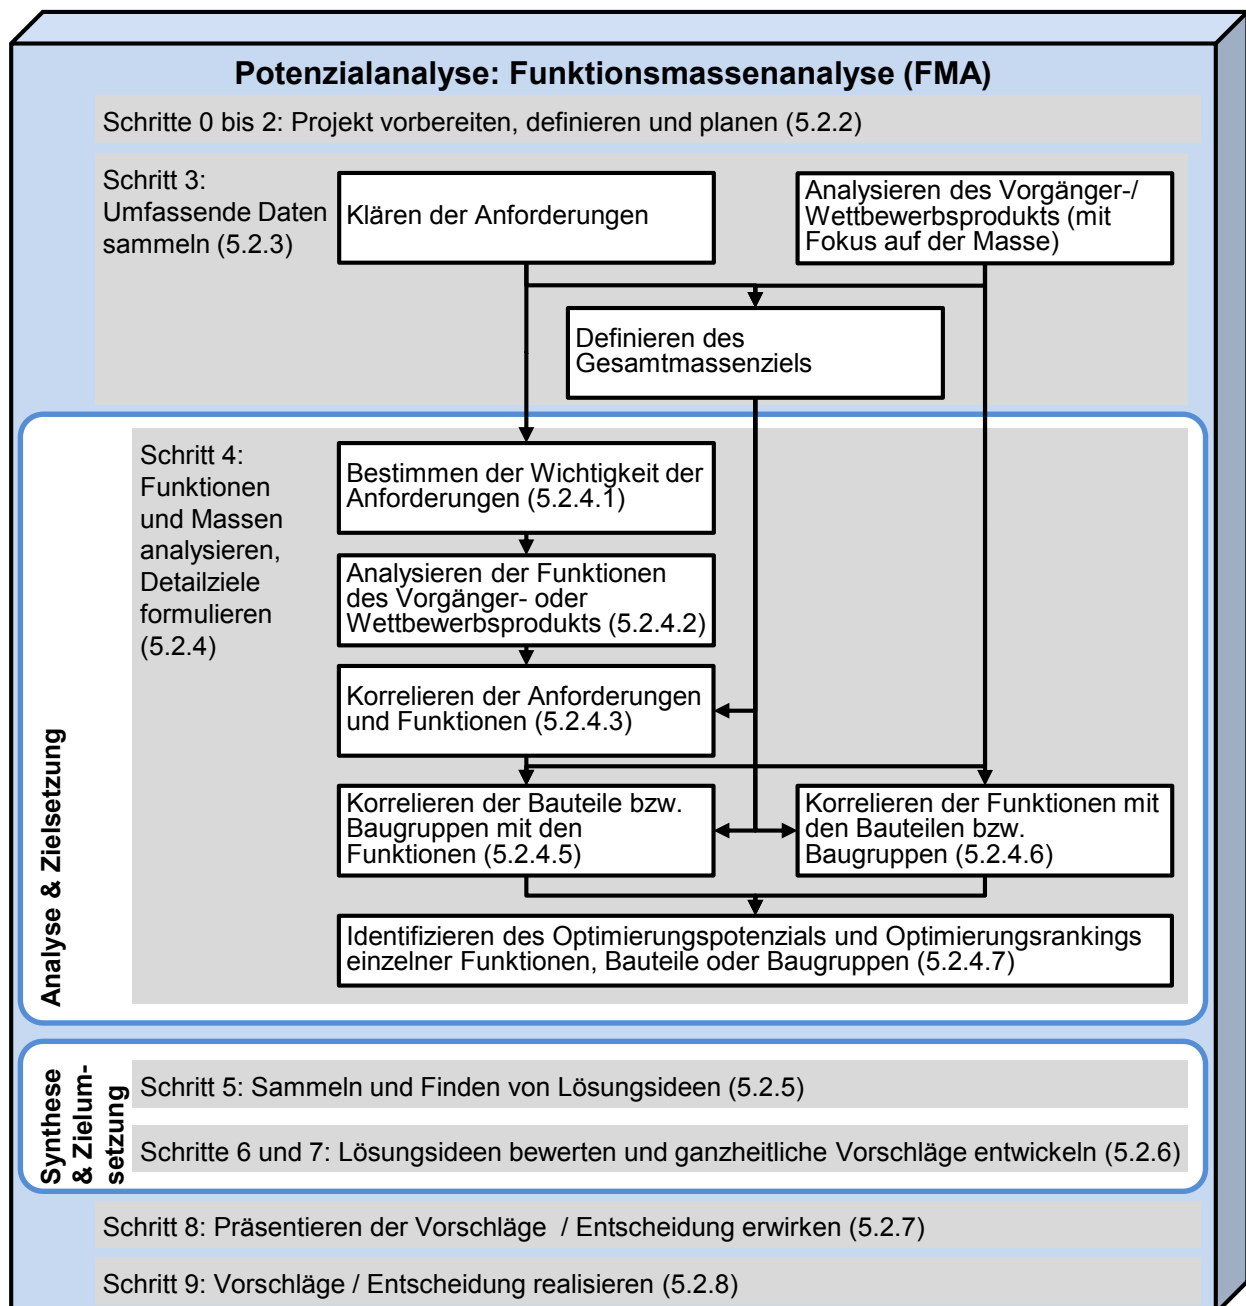 Potenzialanalyse: Funktionsmassenanalyse (FMA)
Schritte 0 bis 2: Projekt vorbereiten, definieren und planen (5.2.2)
Schritt 3:
Umfassende Daten
sammeln (5.2.3)
Klären der Anforderungen
Analysieren des Vorgänger-/
Wettbewerbsprodukts (mit
Fokus auf der Masse)
Definieren des
Gesamtmassenziels
Analyse & Zielsetzung
Schritt 4:
Funktionen
und Massen
analysieren,
Detailziele
formulieren
(5.2.4)
Bestimmen der Wichtigkeit der
Anforderungen (5.2.4.1)
Analysieren der Funktionen
des Vorgänger- oder
Wettbewerbsprodukts (5.2.4.2)
Korrelieren der Anforderungen
und Funktionen (5.2.4.3)
Korrelieren der Bauteile bzw.
Baugruppen mit den
Funktionen (5.2.4.5)
Korrelieren der Funktionen mit
den Bauteilen bzw.
Baugruppen (5.2.4.6)
Identifizieren des Optimierungspotenzials und Optimierungsrankings
einzelner Funktionen, Bauteile oder Baugruppen (5.2.4.7)
Synthese
& Zielum-
setzung
Schritt 5: Sammeln und Finden von Lösungsideen (5.2.5)
Schritte 6 und 7: Lösungsideen bewerten und ganzheitliche Vorschläge entwickeln (5.2.6)
Schritt 8: Präsentieren der Vorschläge / Entscheidung erwirken (5.2.7)
Schritt 9: Vorschläge / Entscheidung realisieren (5.2.8)